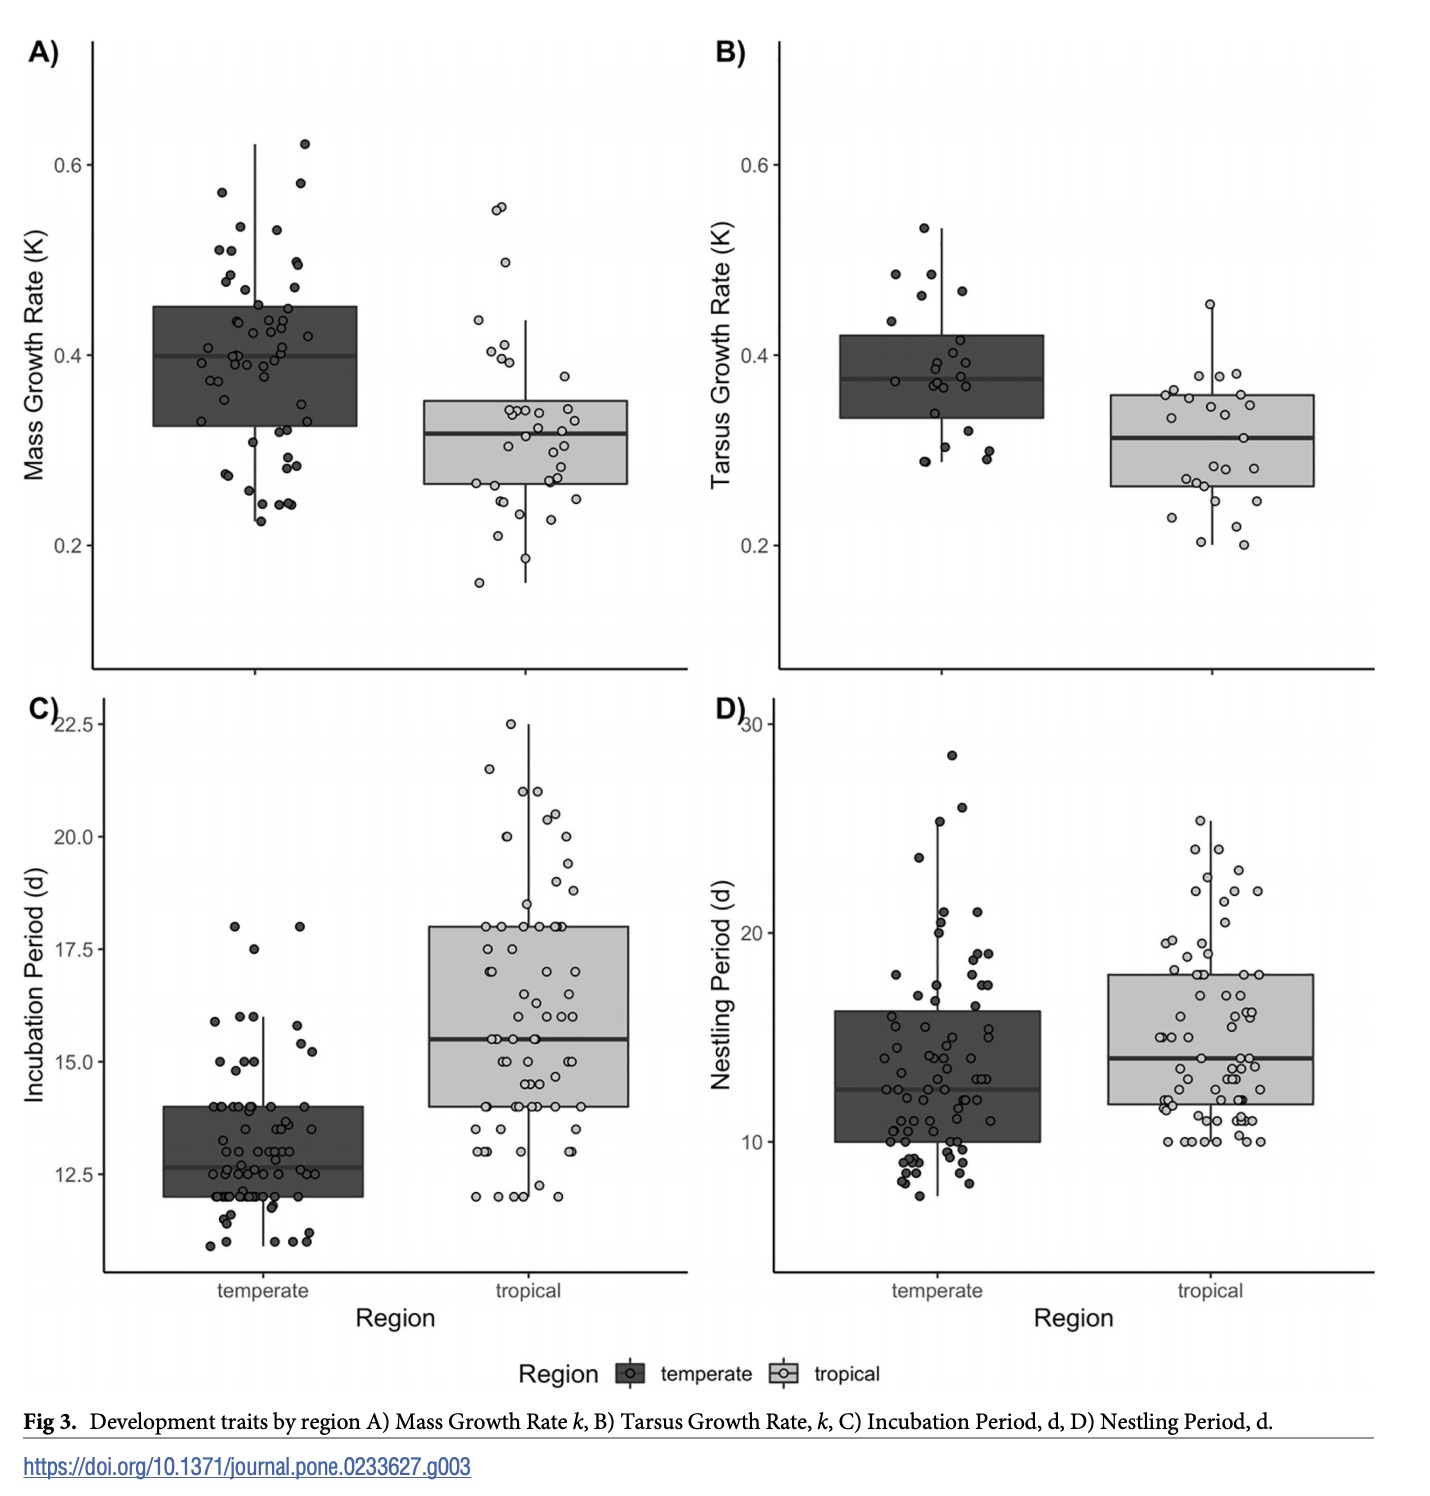 A)
B)
0.6
0.4
0.2
Mass Growth Rate (K)
0.6
0.4
0.2
Tarsus Growth Rate (K)
C)
22.5
20.0
17.5
15.0
12.5
Incubation Period (d)
temperate
tropical
Region
D)
30
20
10
Nestling Period (d)
temperate
tropical
Region
Region temperate tropical
Fig 3. Development traits by region A) Mass Growth Rate k, B) Tarsus Growth Rate, k, C) Incubation Period, d, D) Nestling Period, d.
https://doi.org/10.1371/journal.pone.0233627.g003